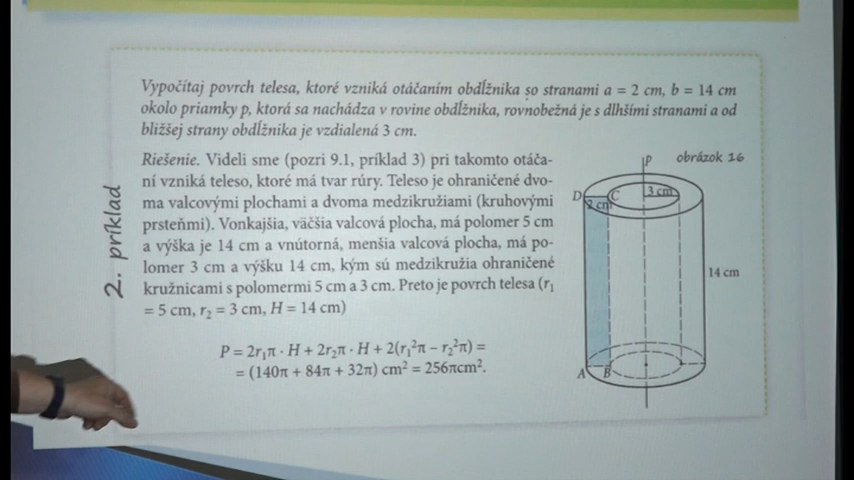 Vypočítaj povrch telesa, ktoré vzniká otáčaním obdĺžnika so stranami a = 2 cm, b = 14 cm
okolo priamky p, ktorá sa nachádza v rovine obdĺžnika, rovnobežná je s dlhšími stranami a od
bližšej strany obdĺžnika je vzdialená 3 cm.
Riešenie. Videli sme (pozri 9.1, príklad 3) pri takomto otáča-
ní vzniká teleso, ktoré má tvar rúry. Teleso je ohraničené dvo-
ma valcovými plochami a dvoma medzikružiami (kruhovými
prsteňmi). Vonkajšia, väčšia valcová plocha, má polomer 5 cm
a výška je 14 cm a vnútorná, menšia valcová plocha, má po-
lomer 3 cm a výšku 14 cm, kým sú medzikružia ohraničené
kružnicami s polomermi 5 cm a 3 cm. Preto je povrch telesa (r₁
= 5 cm, r₂ = 3 cm, H = 14 cm)
P = 2r₁π · H + 2r₂π · H + 2(r₁²π – r₂²π) =
= (140π + 84π + 32π) cm² = 256πcm².
2. príklad
obrázok 16
P
D
C
3 cm
2 cm
14 cm
A
B